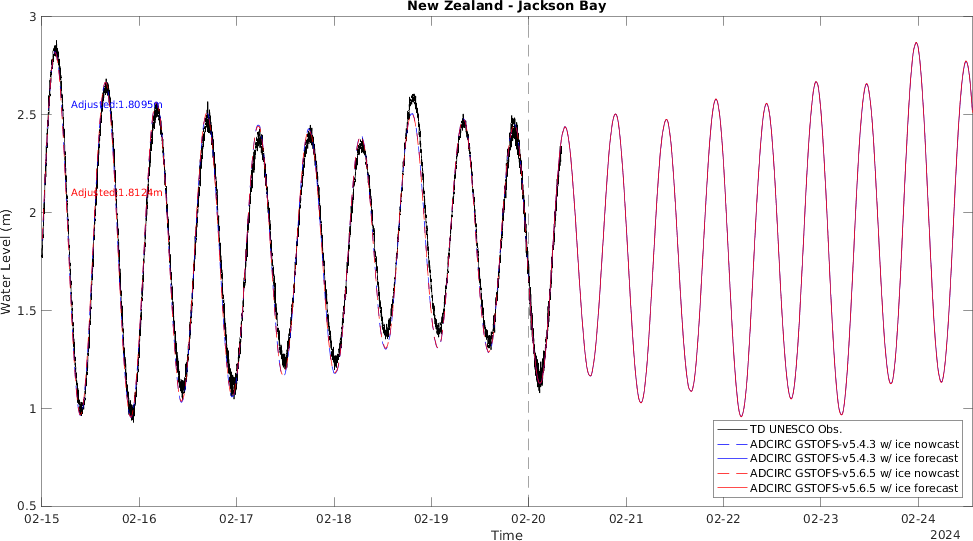 New Zealand - Jackson Bay
3
2.5
2
1.5
1
0.5
Water Level (m)
Adjusted:1.8095m
Adjusted:1.8124m
TD UNESCO Obs.
ADCIRC GSTOFS-v5.4.3 w/ ice nowcast
ADCIRC GSTOFS-v5.4.3 w/ ice forecast
ADCIRC GSTOFS-v5.6.5 w/ ice nowcast
ADCIRC GSTOFS-v5.6.5 w/ ice forecast
02-15 02-16 02-17 02-18 02-19 02-20 02-21 02-22 02-23 02-24
Time
2024